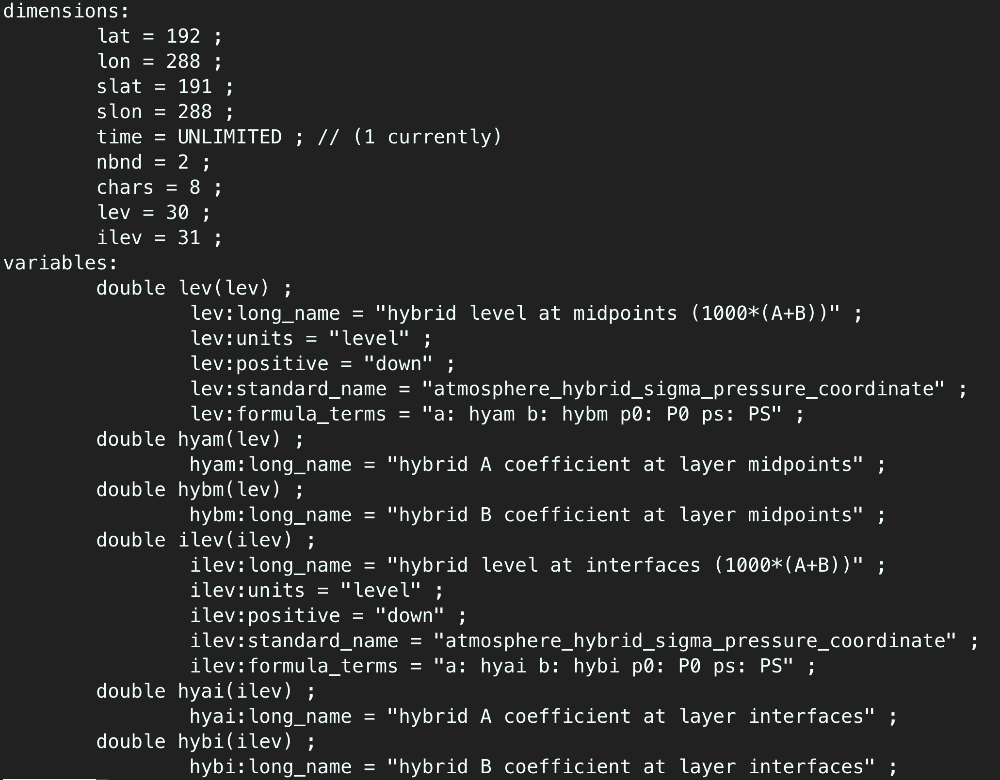 dimensions:
        lat = 192 ;
        lon = 288 ;
        slat = 191 ;
        slon = 288 ;
        time = UNLIMITED ; // (1 currently)
        nbnd = 2 ;
        chars = 8 ;
        lev = 30 ;
        ilev = 31 ;
variables:
        double lev(lev) ;
                lev:long_name = "hybrid level at midpoints (1000*(A+B))" ;
                lev:units = "level" ;
                lev:positive = "down" ;
                lev:standard_name = "atmosphere_hybrid_sigma_pressure_coordinate" ;
                lev:formula_terms = "a: hyam b: hybm p0: P0 ps: PS" ;
        double hyam(lev) ;
                hyam:long_name = "hybrid A coefficient at layer midpoints" ;
        double hybm(lev) ;
                hybm:long_name = "hybrid B coefficient at layer midpoints" ;
        double ilev(ilev) ;
                ilev:long_name = "hybrid level at interfaces (1000*(A+B))" ;
                ilev:units = "level" ;
                ilev:positive = "down" ;
                ilev:standard_name = "atmosphere_hybrid_sigma_pressure_coordinate" ;
                ilev:formula_terms = "a: hyai b: hybi p0: P0 ps: PS" ;
        double hyai(ilev) ;
                hyai:long_name = "hybrid A coefficient at layer interfaces" ;
        double hybi(ilev) ;
                hybi:long_name = "hybrid B coefficient at layer interfaces" ;